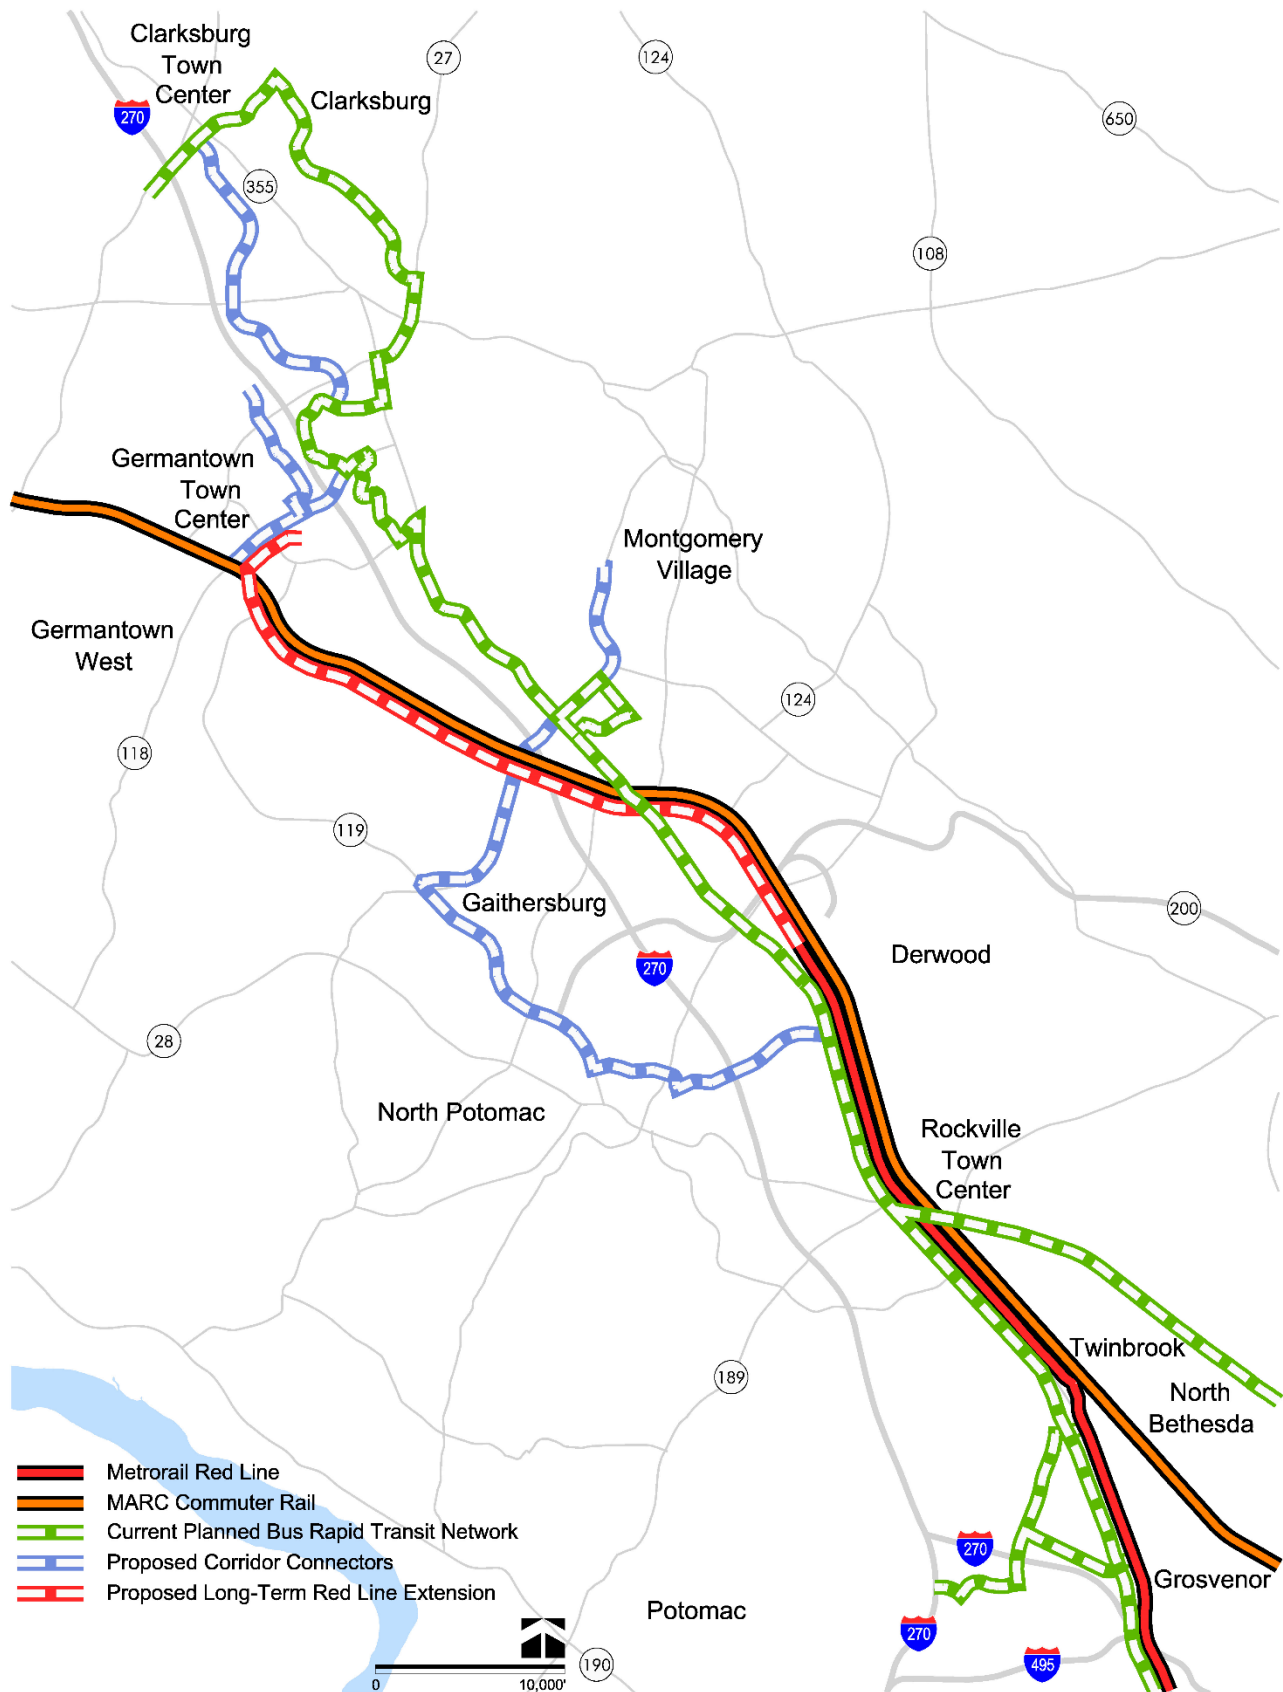 Clarksburg
Town
Center
27
124
270
Clarksburg
650
355
108
Germantown
Town
Center
Montgomery
Village
Germantown
West
124
118
119
Gaithersburg
200
270
Derwood
28
North Potomac
Rockville
Town
Center
Twinbrook
189
North
Bethesda
Metrorail Red Line
MARC Commuter Rail
Current Planned Bus Rapid Transit Network
Proposed Corridor Connectors
Proposed Long-Term Red Line Extension
270
Grosvenor
Potomac
270
190
495
0
10,000'